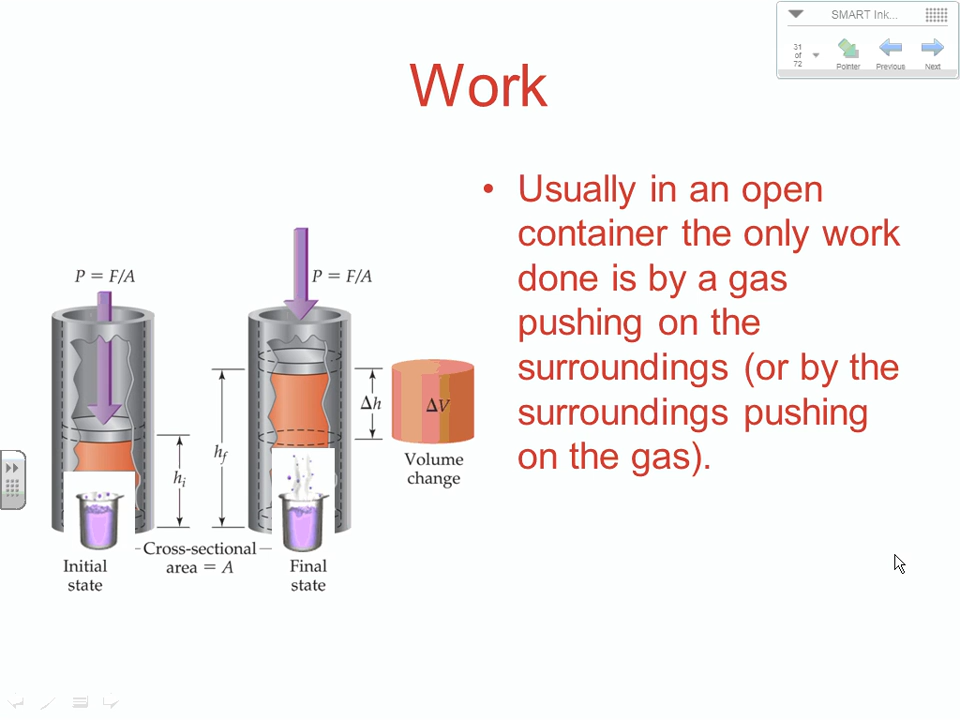 SMART Ink...
31
of
72
Pointer Previous Next
Work
• Usually in an open
container the only work
done is by a gas
pushing on the
surroundings (or by the
surroundings pushing
on the gas).
P = F/A
P = F/A
Δh
ΔV
hf
hi
Volume
change
Cross-sectional
area = A
Initial
state
Final
state